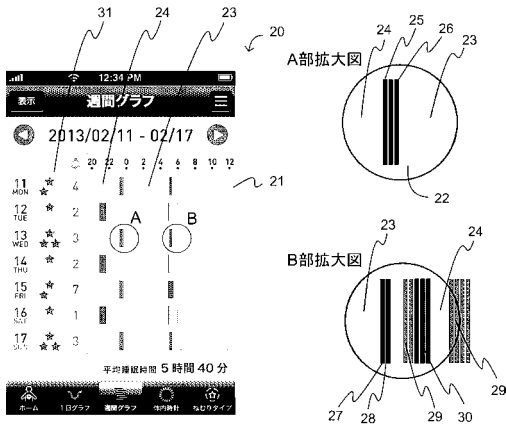 31 24 23 20
25 26
24 23
A部拡大図
22
12:34 PM
表示 週間グラフ
2013/02/11 - 02/17
20 22 0 2 4 6 8 10 12
21
11 MON 4
12 TUE 2
13 WED 3
A B
14 THU 2
15 FRI 7
16 SAT 1
17 SUN 3
平均睡眠時間 5時間40分
ホーム 1日グラフ 週間グラフ 体内時計 ねむりタイプ
B部拡大図
23 24
27 28 29 30 29